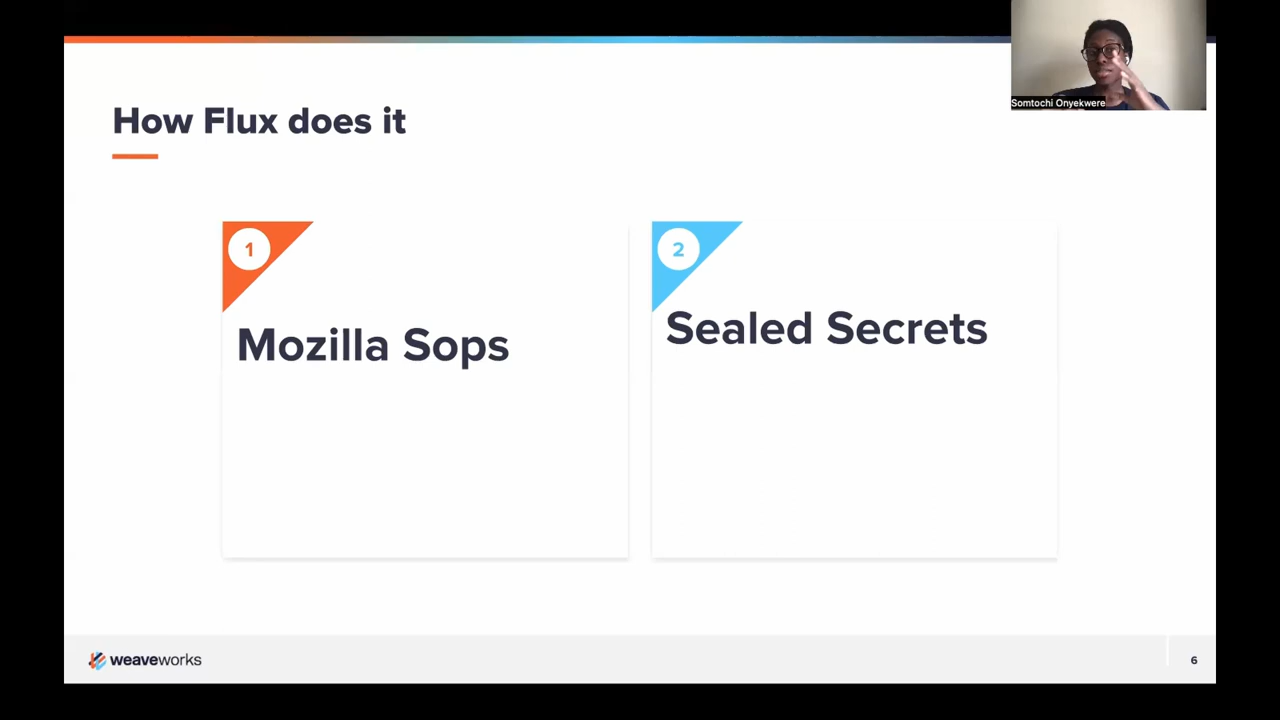 Somtochi Onyekwere
How Flux does it
1
Mozilla Sops
2
Sealed Secrets
weaveworks
6